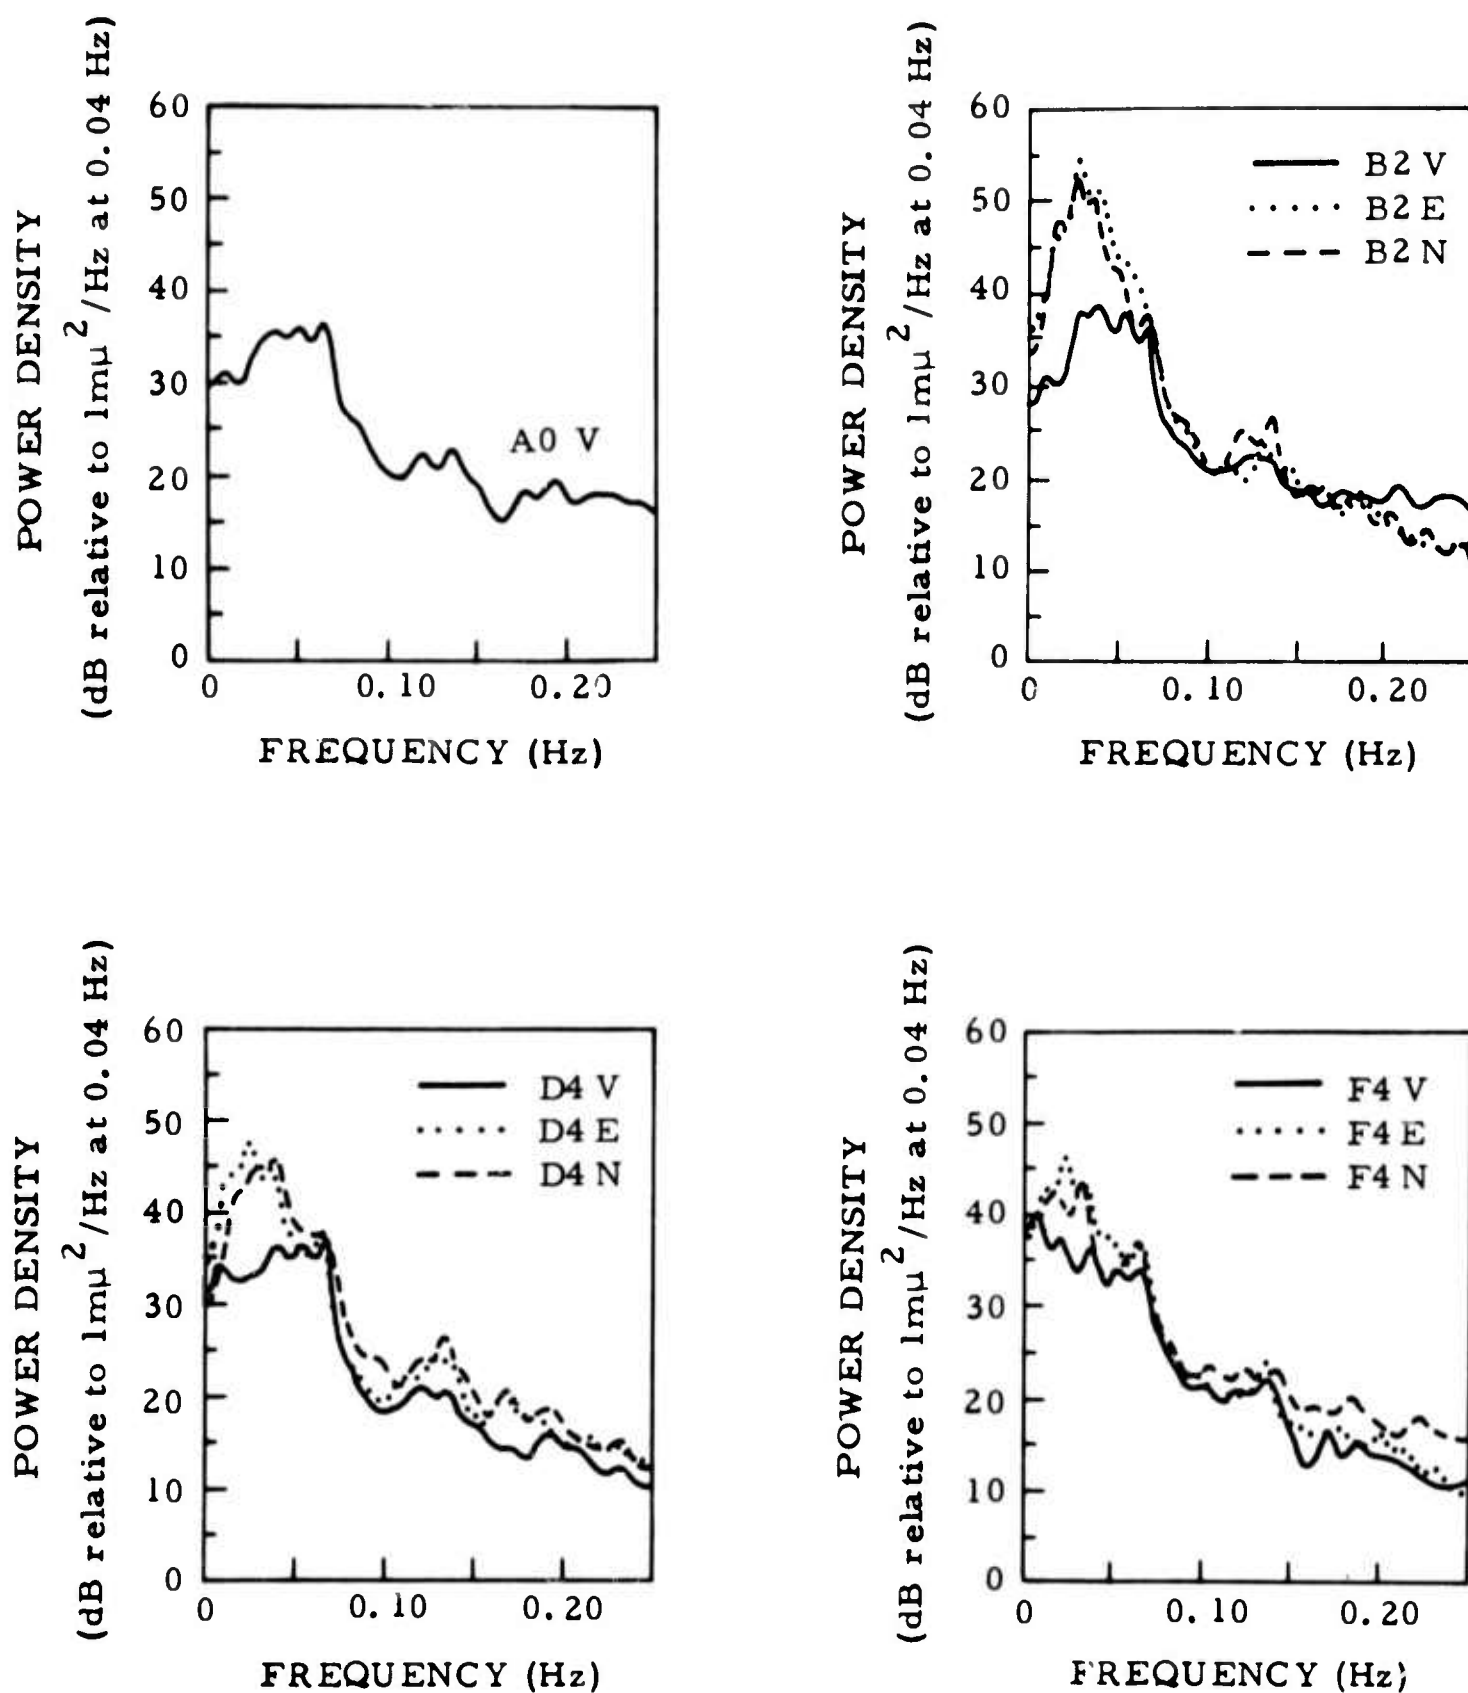 POWER DENSITY
(dB relative to 1mμ²/Hz at 0.04 Hz)
60
50
40
30
20
10
0
A0 V
0 0.10 0.20
FREQUENCY (Hz)
POWER DENSITY
(dB relative to 1mμ²/Hz at 0.04 Hz)
60
50
40
30
20
10
0
B2 V
B2 E
B2 N
0 0.10 0.20
FREQUENCY (Hz)
POWER DENSITY
(dB relative to 1mμ²/Hz at 0.04 Hz)
60
50
40
30
20
10
0
D4 V
D4 E
D4 N
0 0.10 0.20
FREQUENCY (Hz)
POWER DENSITY
(dB relative to 1mμ²/Hz at 0.04 Hz)
60
50
40
30
20
10
0
F4 V
F4 E
F4 N
0 0.10 0.20
FREQUENCY (Hz)